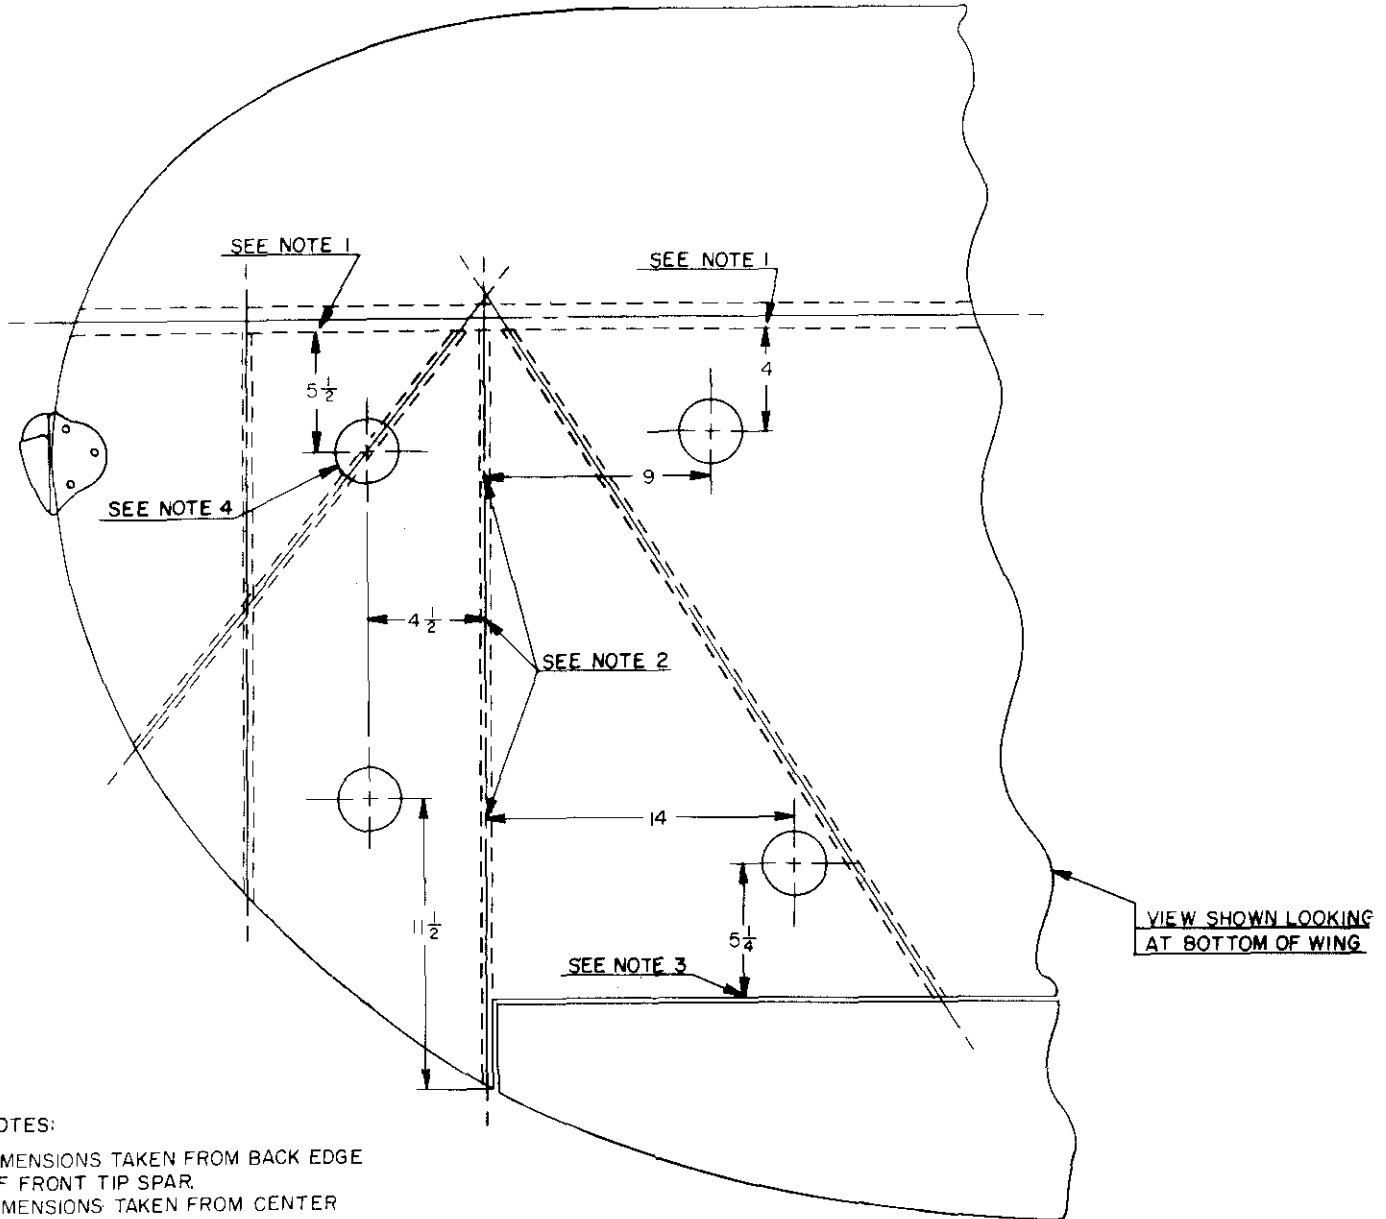 SEE NOTE 1
SEE NOTE 1
5 1/2
4
9
SEE NOTE 4
4 1/2
SEE NOTE 2
14
11 1/2
5 1/4
SEE NOTE 3
VIEW SHOWN LOOKING
AT BOTTOM OF WING
OTES:
MENSIONS TAKEN FROM BACK EDGE
F FRONT TIP SPAR.
MENSIONS TAKEN FROM CENTER